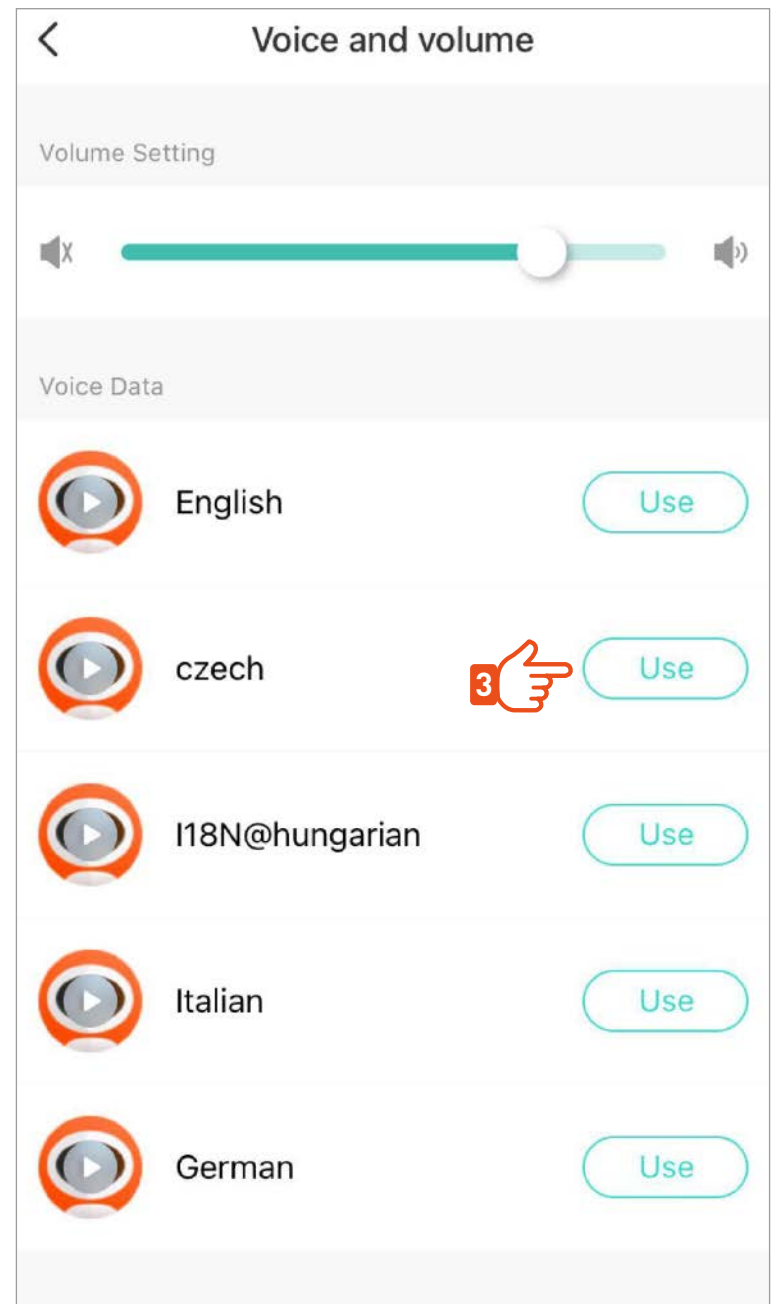 Voice and volume
Volume Setting
Voice Data
English Use
czech 3 Use
I18N@hungarian Use
Italian Use
German Use